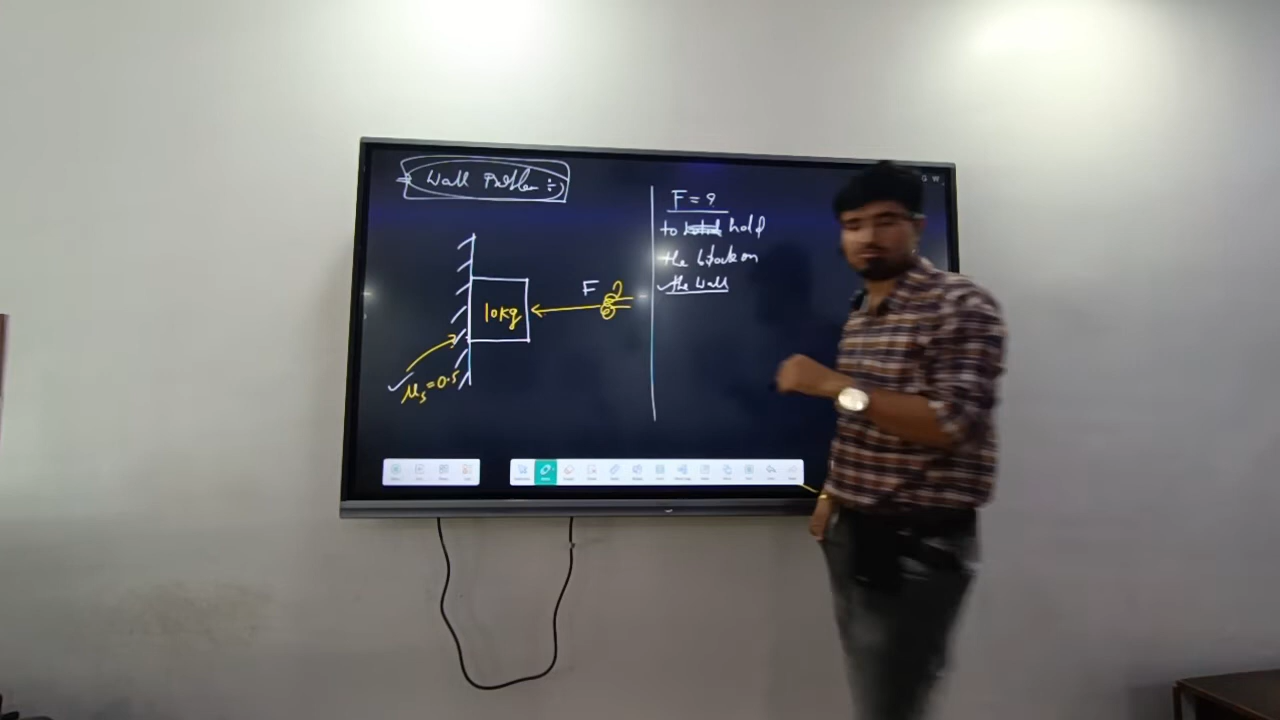 Wall Problem :-
F = ?
to hold
the block on
the wall
F
10kg
μs = 0.5